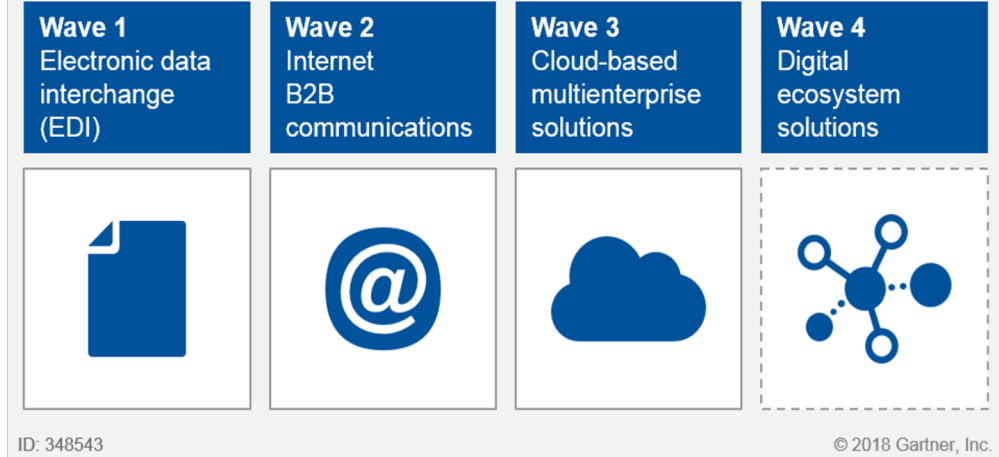 Wave 1
Electronic data
interchange
(EDI)
Wave 2
Internet
B2B
communications
Wave 3
Cloud-based
multienterprise
solutions
Wave 4
Digital
ecosystem
solutions
@
ID: 348543
© 2018 Gartner, Inc.